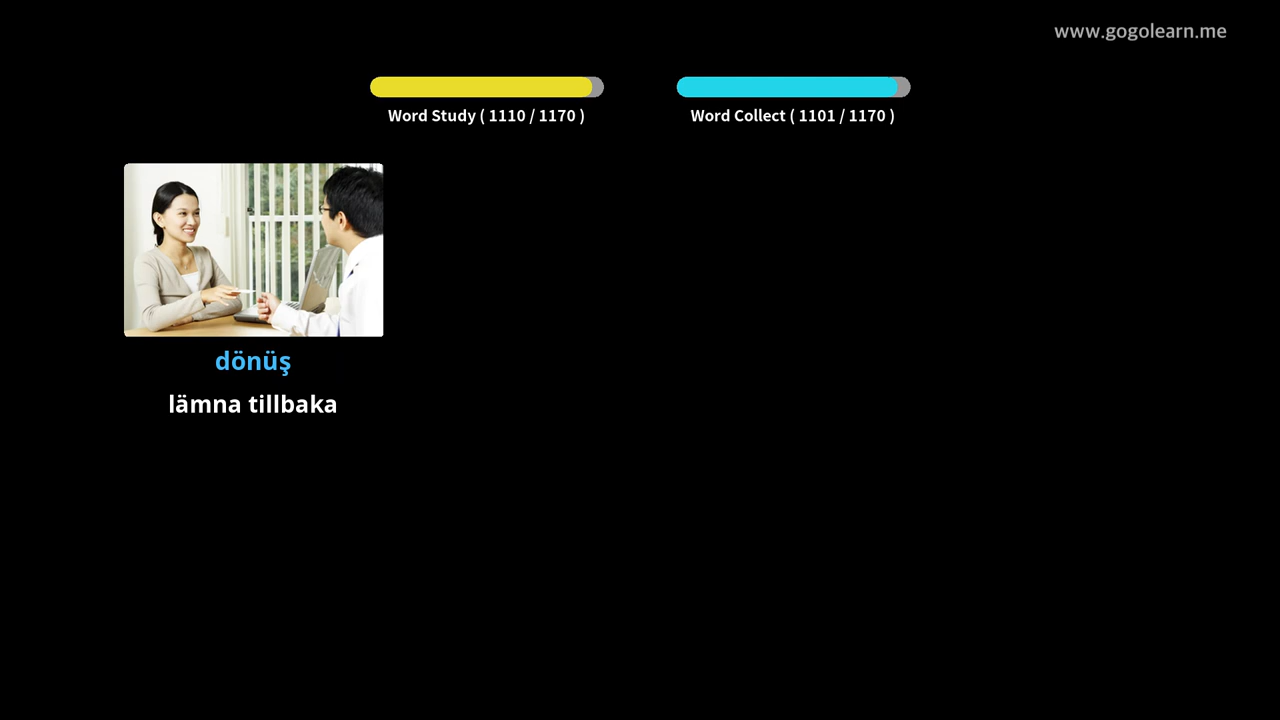 www.gogolearn.me
Word Study ( 1110 / 1170 )
Word Collect ( 1101 / 1170 )
dönüş
lämna tillbaka